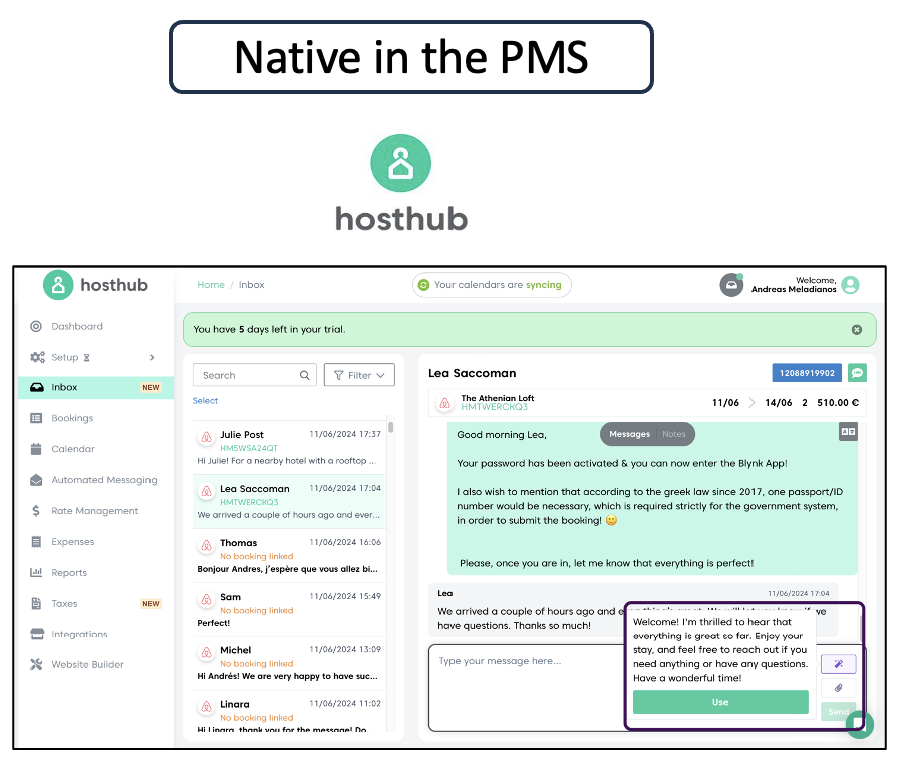 Native in the PMS
hosthub
hosthub
Home / Inbox
Your calendars are syncing
Welcome,
Andreas Meladianos
You have 5 days left in your trial.
Dashboard
Setup
Inbox NEW
Bookings
Calendar
Automated Messaging
Rate Management
Expenses
Reports
Taxes NEW
Integrations
Website Builder
Search
Filter
Select
Julie Post 11/06/2024 17:37
HM5WSA24QT
Hi Julie! For a nearby hotel with a rooftop ...
Lea Saccoman 11/06/2024 17:04
HMTWERCKQ3
We arrived a couple of hours ago and ever...
Thomas 11/06/2024 16:06
No booking linked
Bonjour Andres, j'espère que vous allez bi...
Sam 11/06/2024 15:49
No booking linked
Perfect!
Michel 11/06/2024 13:09
No booking linked
Hi Andrés! We are very happy to have suc...
Linara 11/06/2024 11:02
No booking linked
Hi Linara, thank you for the message! Do
Lea Saccoman
12088919902
The Athenian Loft
HMTWERCKQ3
11/06 > 14/06 2 510.00 €
Messages | Notes
Good morning Lea,
Your password has been activated & you can now enter the Blynk App!
I also wish to mention that according to the greek law since 2017, one passport/ID
number would be necessary, which is required strictly for the government system,
in order to submit the booking! 😀
Please, once you are in, let me know that everything is perfect!!
Lea 11/06/2024 17:04
We arrived a couple of hours ago and we
have questions. Thanks so much!
Type your message here...
Welcome! I'm thrilled to hear that
everything is great so far. Enjoy your
stay, and feel free to reach out if you
need anything or have any questions.
Have a wonderful time!
Use
Send